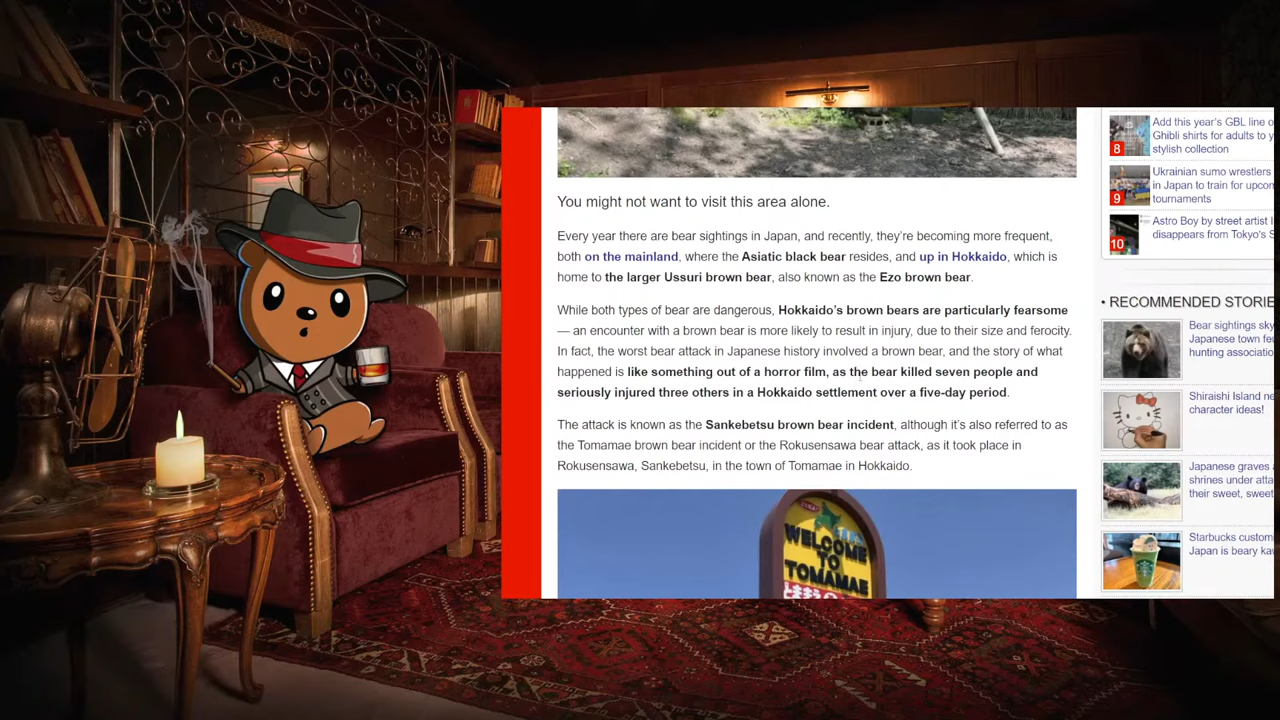 You might not want to visit this area alone.
Every year there are bear sightings in Japan, and recently, they're becoming more frequent,
both on the mainland, where the Asiatic black bear resides, and up in Hokkaido, which is
home to the larger Ussuri brown bear, also known as the Ezo brown bear.
While both types of bear are dangerous, Hokkaido's brown bears are particularly fearsome
— an encounter with a brown bear is more likely to result in injury, due to their size and ferocity.
In fact, the worst bear attack in Japanese history involved a brown bear, and the story of what
happened is like something out of a horror film, as the bear killed seven people and
seriously injured three others in a Hokkaido settlement over a five-day period.
The attack is known as the Sankebetsu brown bear incident, although it's also referred to as
the Tomamae brown bear incident or the Rokusensawa bear attack, as it took place in
Rokusensawa, Sankebetsu, in the town of Tomamae in Hokkaido.
WELCOME
TO
TOMAMAE
8
Add this year's GBL line o
Ghibli shirts for adults to y
stylish collection
9
Ukrainian sumo wrestlers
in Japan to train for upcom
tournaments
10
Astro Boy by street artist I
disappears from Tokyo's S
• RECOMMENDED STORIE
Bear sightings sky
Japanese town feu
hunting associatio
Shiraishi Island ne
character ideas!
Japanese graves a
shrines under atta
their sweet, sweet
Starbucks custom
Japan is beary kav